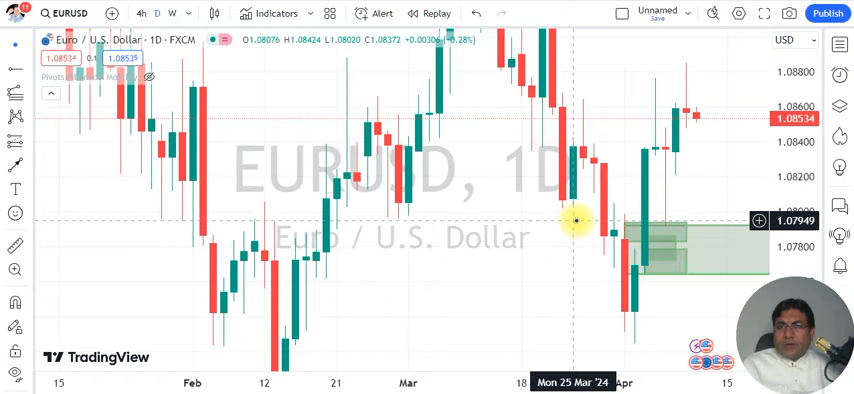 11
EURUSD
4h D W
Indicators
Alert
Replay
Unnamed
Save
Publish
Euro / U.S. Dollar · 1D · FXCM
O1.08076 H1.08424 L1.08020 C1.08372 +0.00306 (+0.28%)
USD
1.08534 0.1 1.08535
1.08800
1.08600
1.08534
1.08400
1.08200
1.07949
1.07800
EURUSD, 1D
Euro / U.S. Dollar
TradingView
15 Feb 12 21 Mar 18 Mon 25 Mar '24 Apr 15